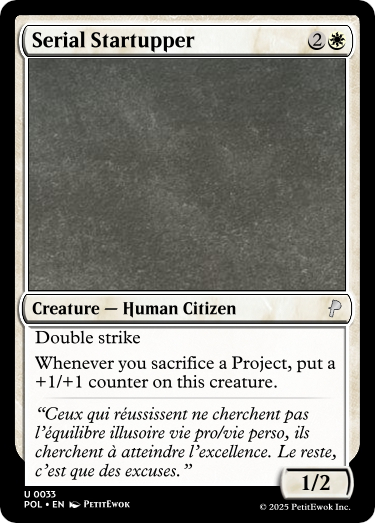 Serial Startupper 2
Creature — Human Citizen
Double strike
Whenever you sacrifice a Project, put a
+1/+1 counter on this creature.
“Ceux qui réussissent ne cherchent pas
l’équilibre illusoire vie pro/vie perso, ils
cherchent à atteindre l’excellence. Le reste,
c’est que des excuses.”
1/2
U 0033
POL • EN PetitEwok
© 2025 PetitEwok Inc.